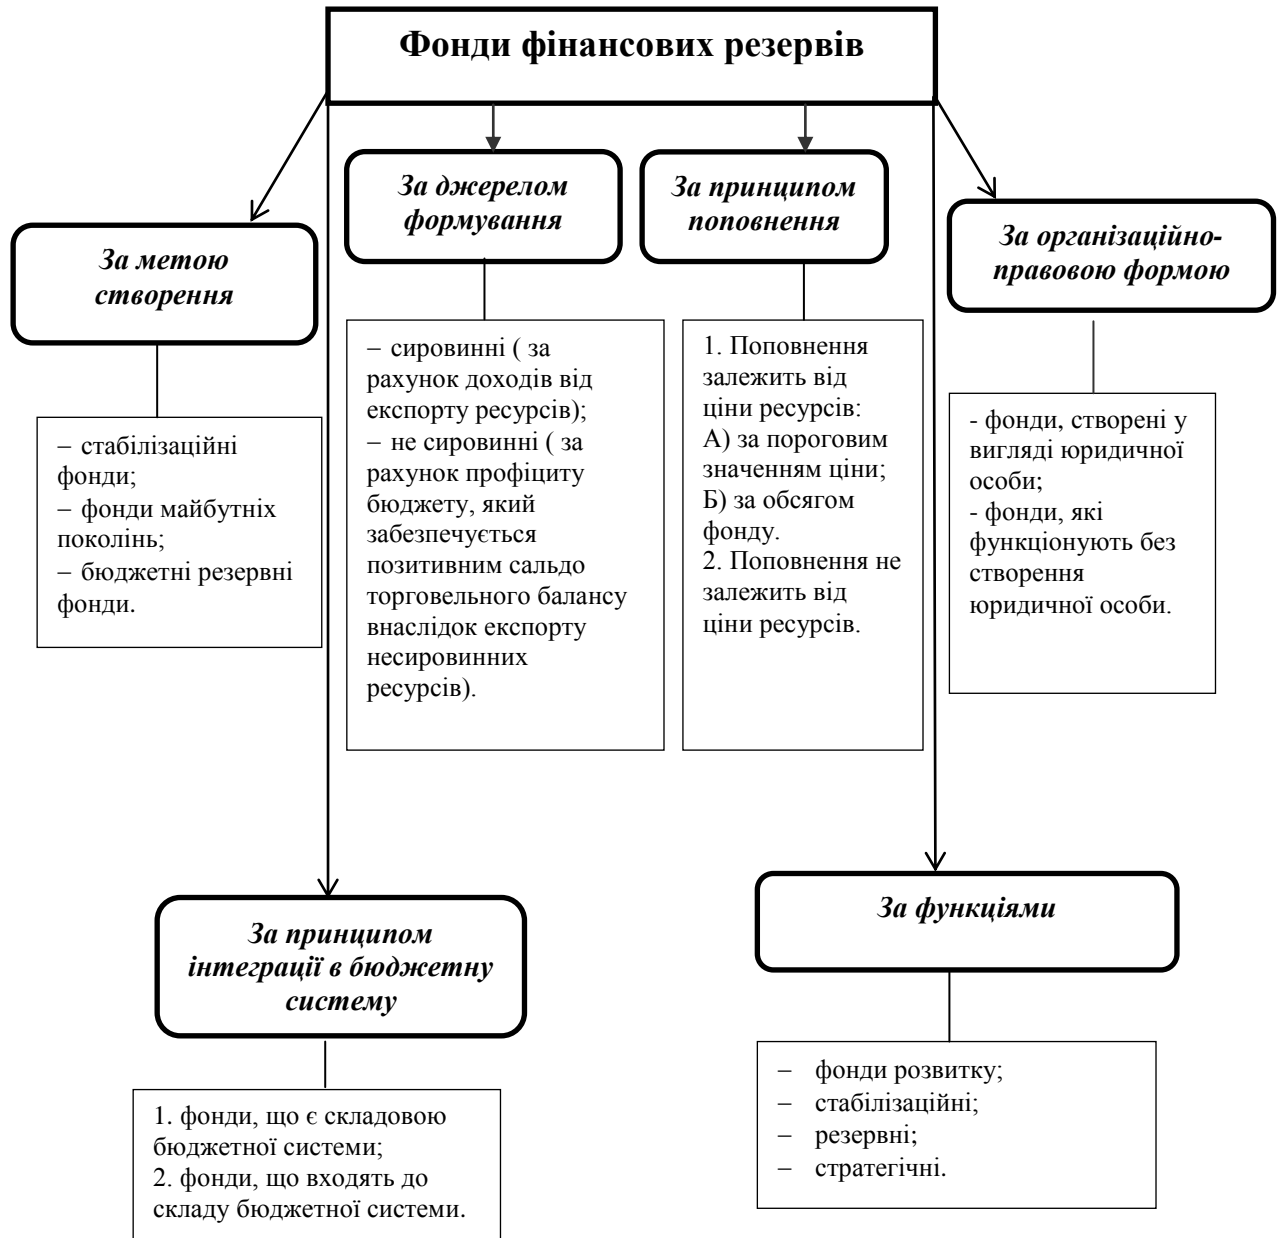 Фонди фінансових резервів
За метою
створення
– стабілізаційні
фонди;
– фонди майбутніх
поколінь;
– бюджетні резервні
фонди.
За джерелом
формування
– сировинні ( за
рахунок доходів від
експорту ресурсів);
– не сировинні ( за
рахунок профіциту
бюджету, який
забезпечується
позитивним сальдо
торговельного балансу
внаслідок експорту
несировинних
ресурсів).
За принципом
поповнення
1. Поповнення
залежить від
ціни ресурсів:
А) за пороговим
значенням ціни;
Б) за обсягом
фонду.
2. Поповнення не
залежить від
ціни ресурсів.
За організаційно-
правовою формою
- фонди, створені у
вигляді юридичної
особи;
- фонди, які
функціонують без
створення
юридичної особи.
За принципом
інтеграції в бюджетну
систему
1. фонди, що є складовою
бюджетної системи;
2. фонди, що входять до
складу бюджетної системи.
За функціями
– фонди розвитку;
– стабілізаційні;
– резервні;
– стратегічні.